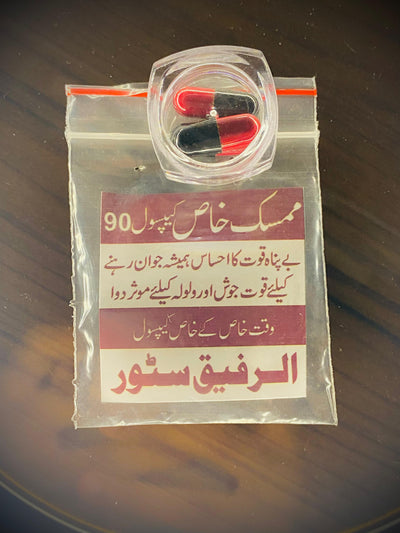 ممسک خاص کیپسول 90
بے پناہ قوت کا احساس ہمیشہ جوان رہنے
کیلئے قوت جوش اور ولولہ کیلئے موثر دوا
وقت خاص کے خاص کیپسول
الرفیق سٹور